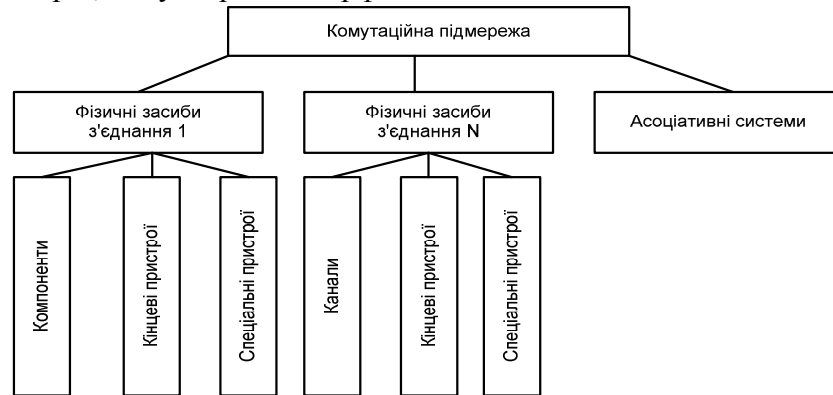 Комутаційна підмережа
Фізичні засоби
з'єднання 1
Фізичні засоби
з'єднання N
Асоціативні системи
Компоненти
Кінцеві пристрої
Спеціальні пристрої
Канали
Кінцеві пристрої
Спеціальні пристрої